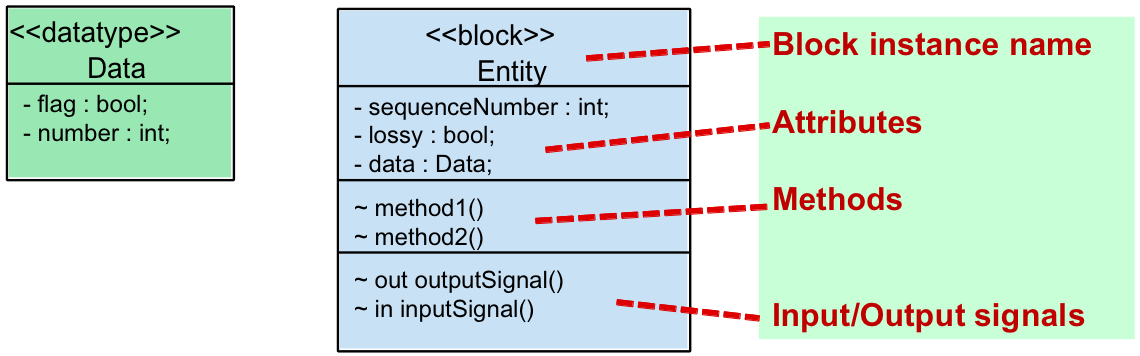 <<datatype>>
Data
- flag : bool;
- number : int;
<<block>>
Entity
- sequenceNumber : int;
- lossy : bool;
- data : Data;
~ method1()
~ method2()
~ out outputSignal()
~ in inputSignal()
Block instance name
Attributes
Methods
Input/Output signals